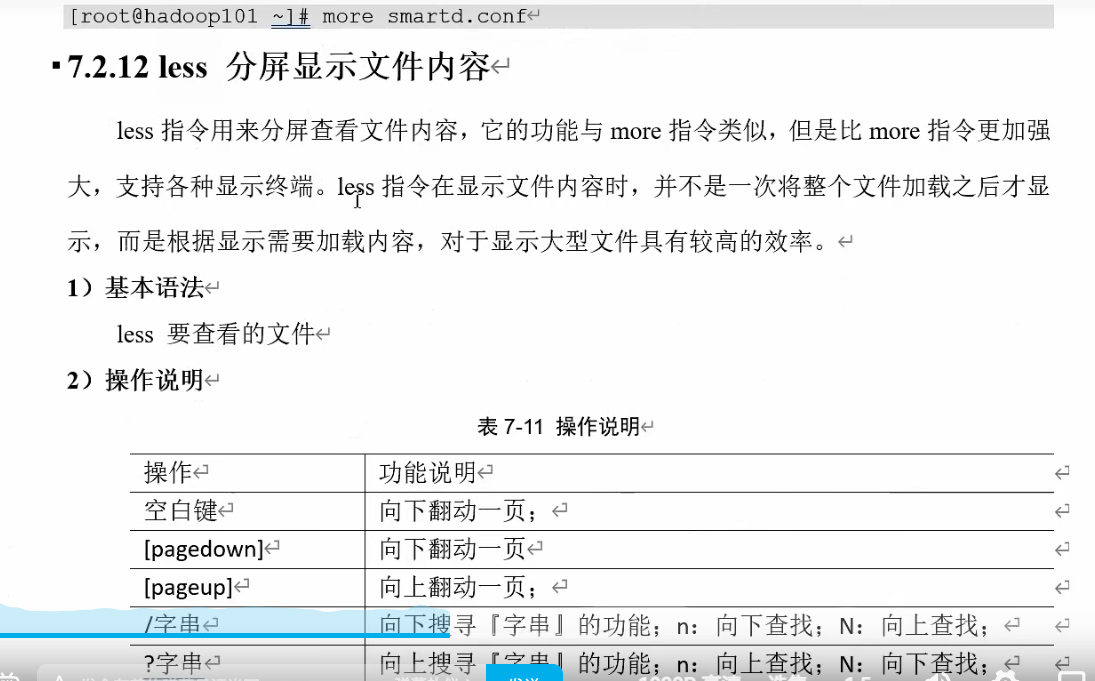 [root@hadoop101 ~]# more smartd.conf
7.2.12 less 分屏显示文件内容
less 指令用来分屏查看文件内容，它的功能与 more 指令类似，但是比 more 指令更加强
大，支持各种显示终端。less 指令在显示文件内容时，并不是一次将整个文件加载之后才显
示，而是根据显示需要加载内容，对于显示大型文件具有较高的效率。
1）基本语法
less 要查看的文件
2）操作说明
表 7-11 操作说明
操作 功能说明
空白键 向下翻动一页；
[pagedown] 向下翻动一页
[pageup] 向上翻动一页；
/字串 向下搜寻『字串』的功能；n：向下查找；N：向上查找；
?字串 向上搜寻『字串』的功能；n：向上查找；N：向下查找；